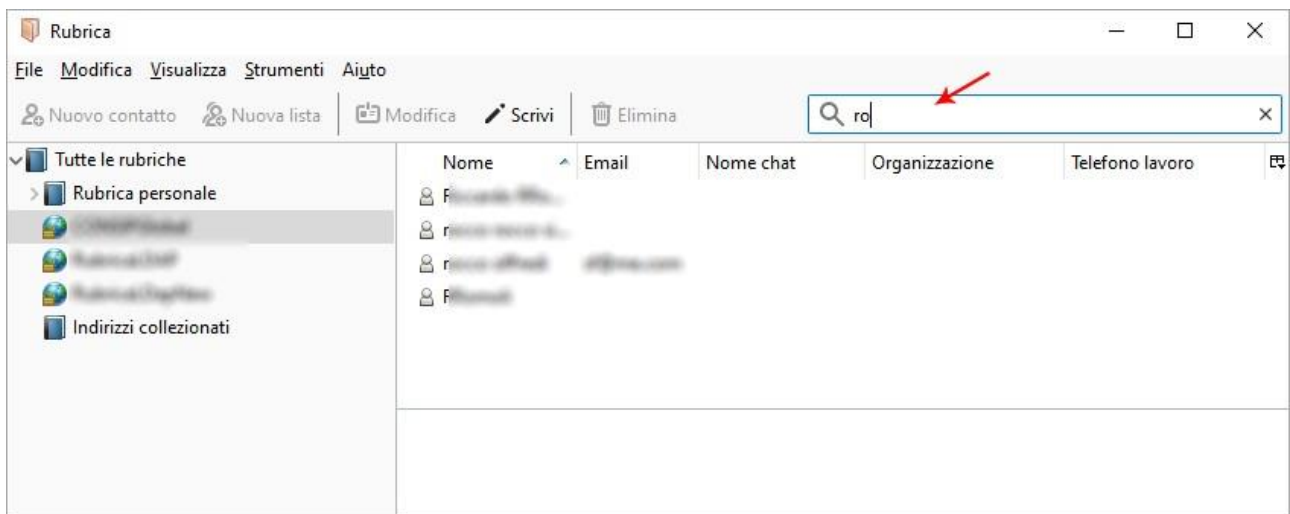 Rubrica
File Modifica Visualizza Strumenti Aiuto
Nuovo contatto Nuova lista Modifica Scrivi Elimina ro
Tutte le rubriche Nome Email Nome chat Organizzazione Telefono lavoro
Rubrica personale
Indirizzi collezionati